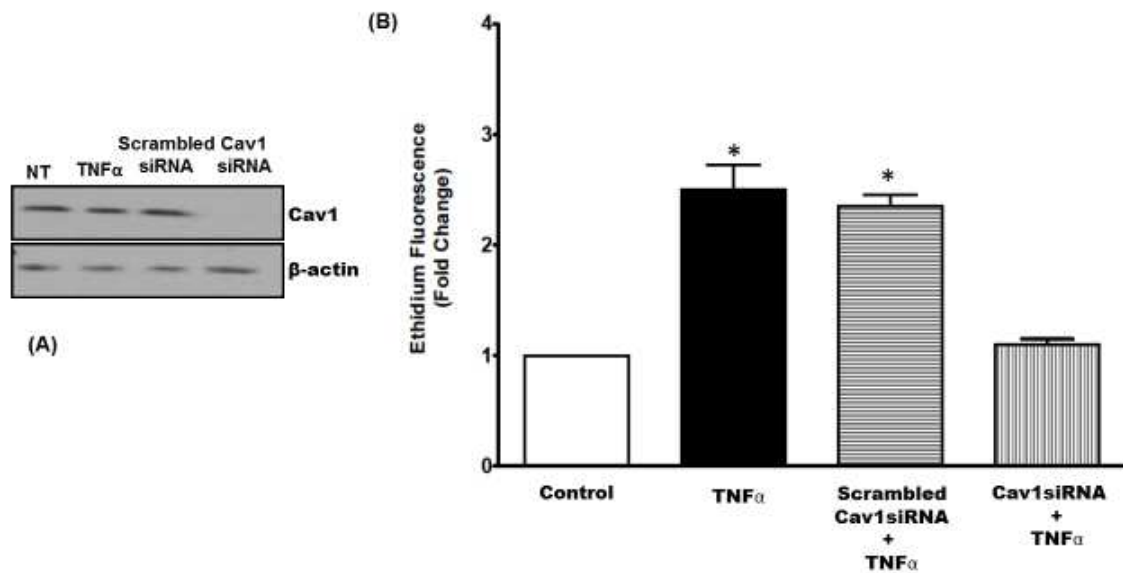 Scrambled Cav1
NT TNFα siRNA siRNA
Cav1
β-actin
(A)
(B)
Ethidium Fluorescence
(Fold Change)
4
3
2
1
0
*
*
Control
TNFα
Scrambled
Cav1siRNA
+
TNFα
Cav1siRNA
+
TNFα